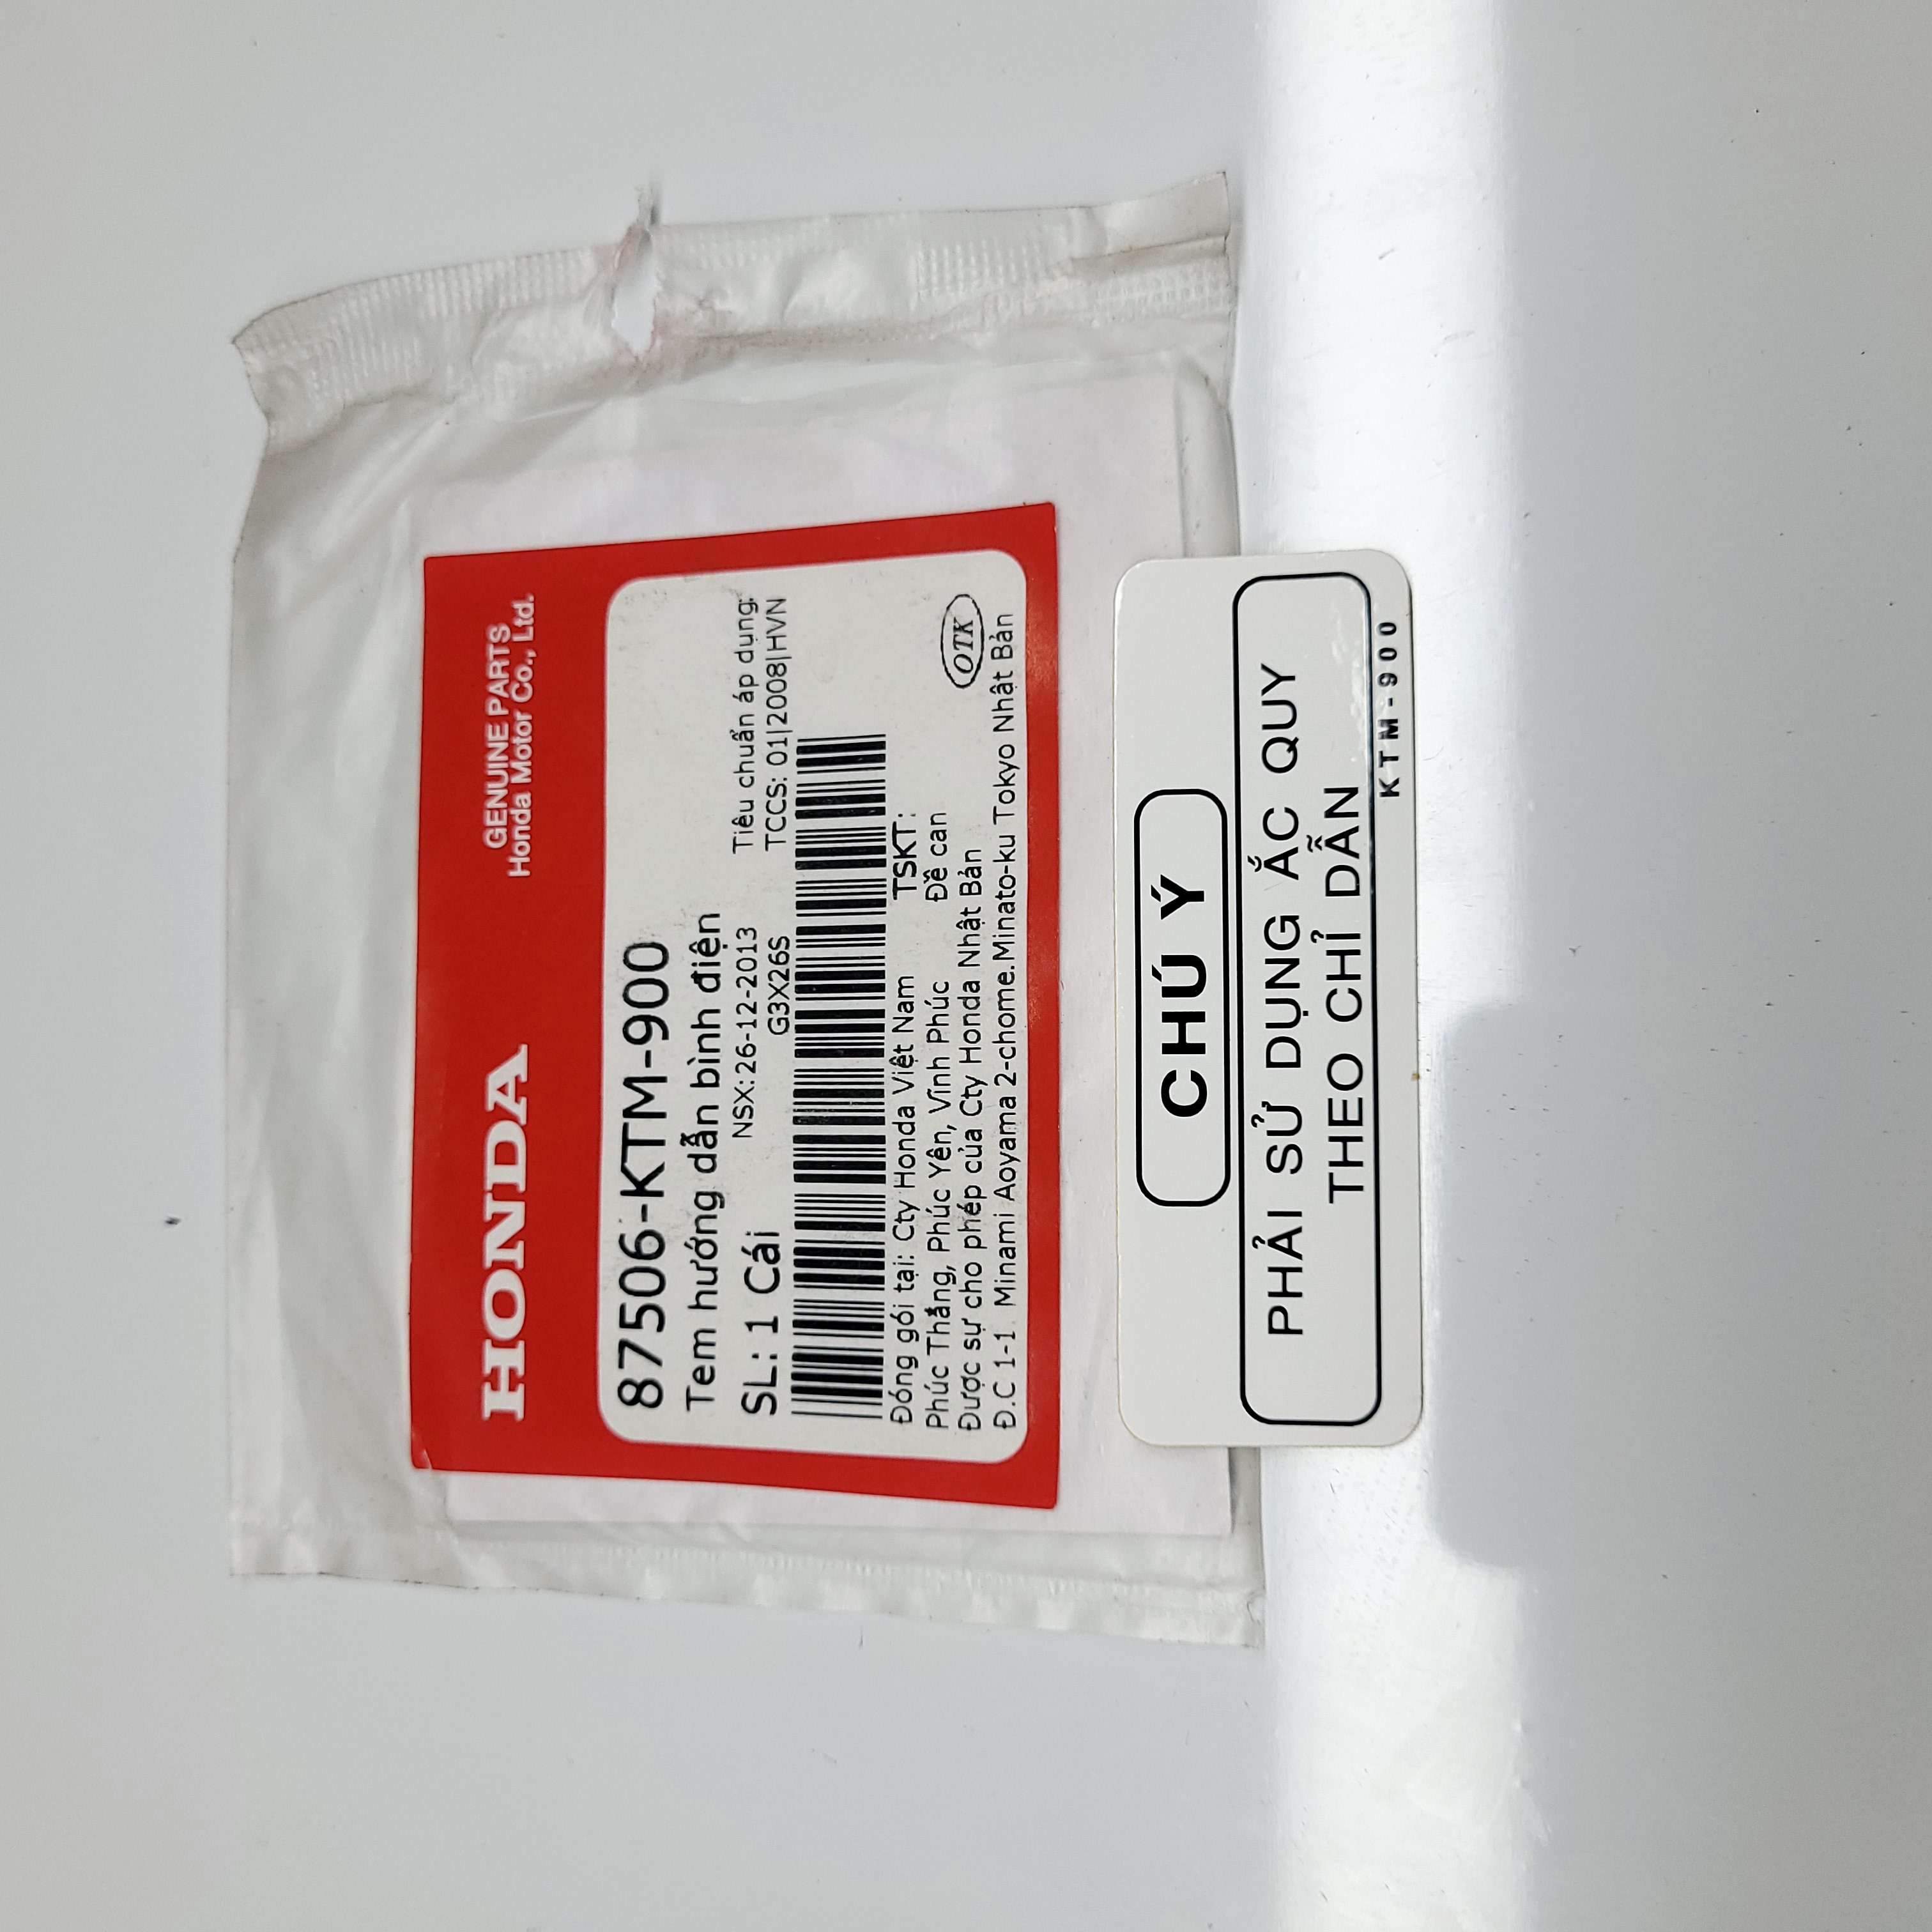 HONDA
GENUINE PARTS
Honda Motor Co., Ltd.
87506-KTM-900
Tem hướng dẫn bình điện
SL: 1 Cái
NSX:26-12-2013
G3X26S
Tiêu chuẩn áp dụng:
TCCS: 01|2008|HVN
Đóng gói tại: Cty Honda Việt Nam
TSKT:
Phúc Thắng, Phúc Yên, Vĩnh Phúc
Đề can
Được sự cho phép của Cty Honda Nhật Bản
OTK
Đ.C 1-1 Minami Aoyama 2-chome.Minato-ku Tokyo Nhật Bản
CHÚ Ý
PHẢI SỬ DỤNG ẮC QUY
THEO CHỈ DẪN
KTM-900